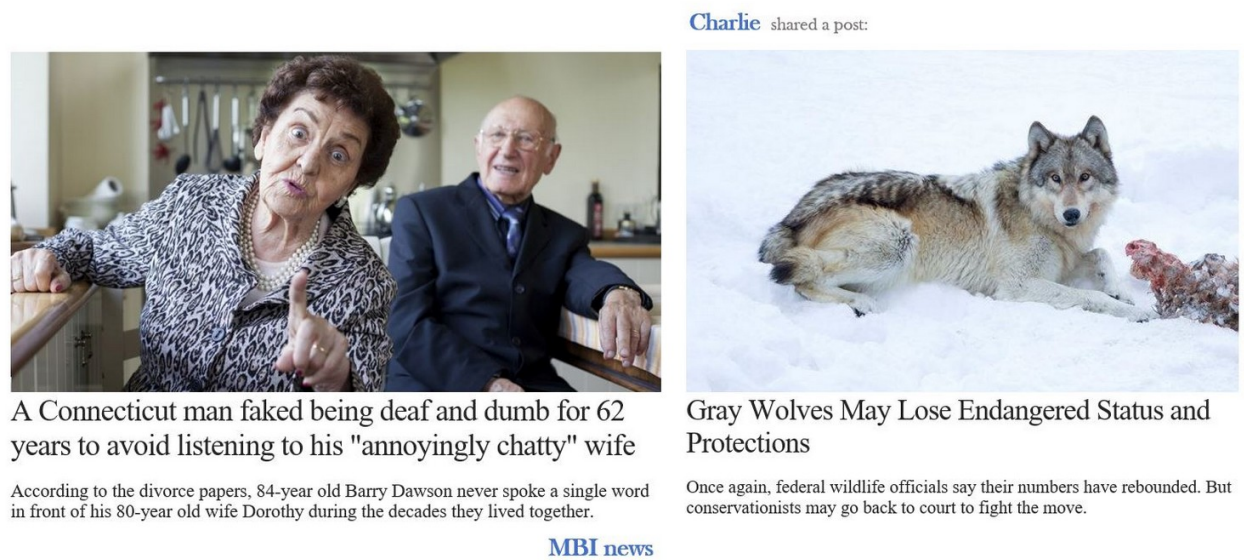 A Connecticut man faked being deaf and dumb for 62
years to avoid listening to his "annoyingly chatty" wife
According to the divorce papers, 84-year old Barry Dawson never spoke a single word
in front of his 80-year old wife Dorothy during the decades they lived together.
MBI news
Charlie shared a post:
Gray Wolves May Lose Endangered Status and
Protections
Once again, federal wildlife officials say their numbers have rebounded. But
conservationists may go back to court to fight the move.